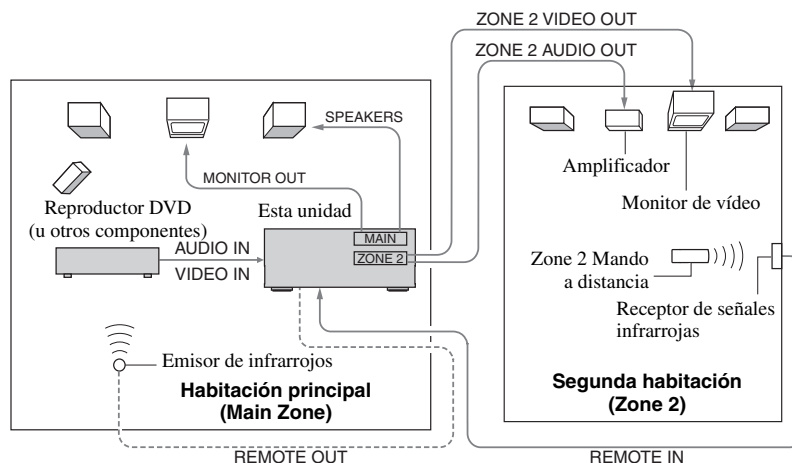 ZONE 2 VIDEO OUT
ZONE 2 AUDIO OUT
SPEAKERS
MONITOR OUT
Reproductor DVD
(u otros componentes)
Esta unidad
AUDIO IN
VIDEO IN
MAIN
ZONE 2
Emisor de infrarrojos
Habitación principal
(Main Zone)
REMOTE OUT
Amplificador
Monitor de vídeo
Zone 2 Mando
a distancia
Receptor de señales
infrarrojas
Segunda habitación
(Zone 2)
REMOTE IN